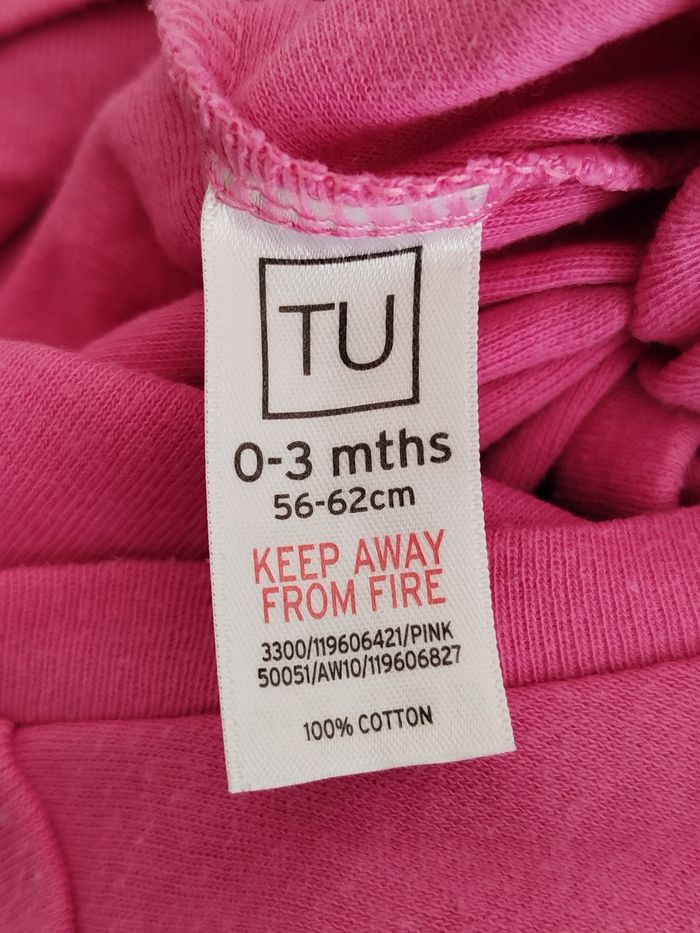 TU
0-3 mths
56-62cm
KEEP AWAY
FROM FIRE
3300/119606421/PINK
50051/AW10/119606827
100% COTTON